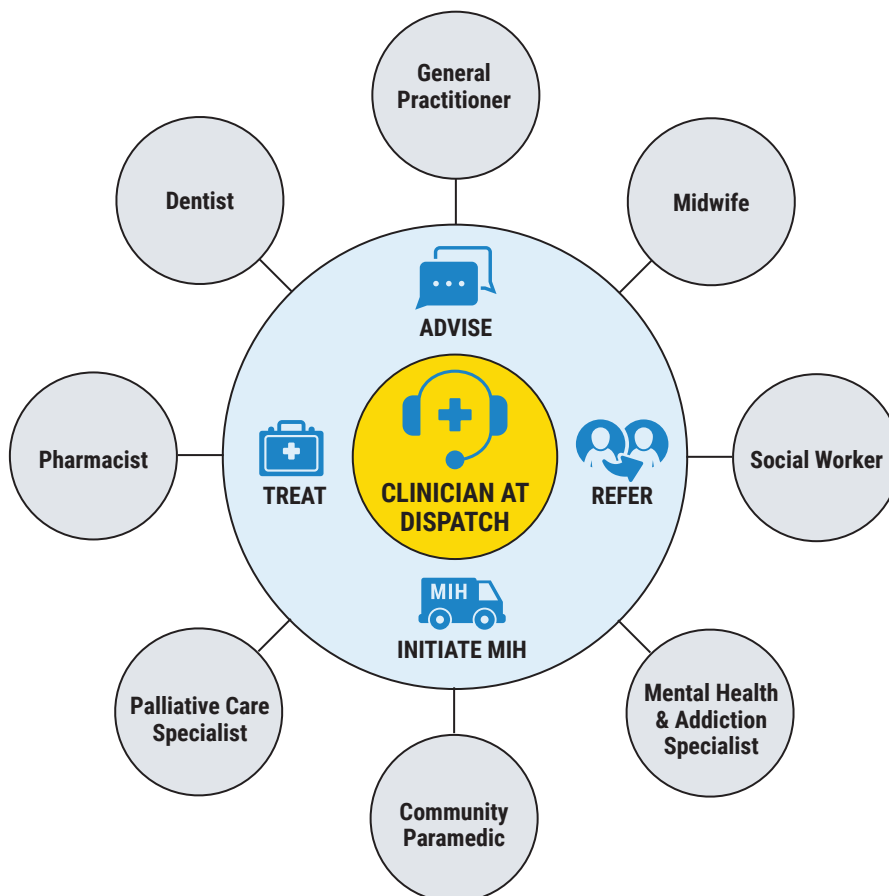 General
Practitioner
Dentist
Midwife
ADVISE
Pharmacist
TREAT
CLINICIAN AT
DISPATCH
REFER
Social Worker
MIH
INITIATE MIH
Palliative Care
Specialist
Mental Health
& Addiction
Specialist
Community
Paramedic